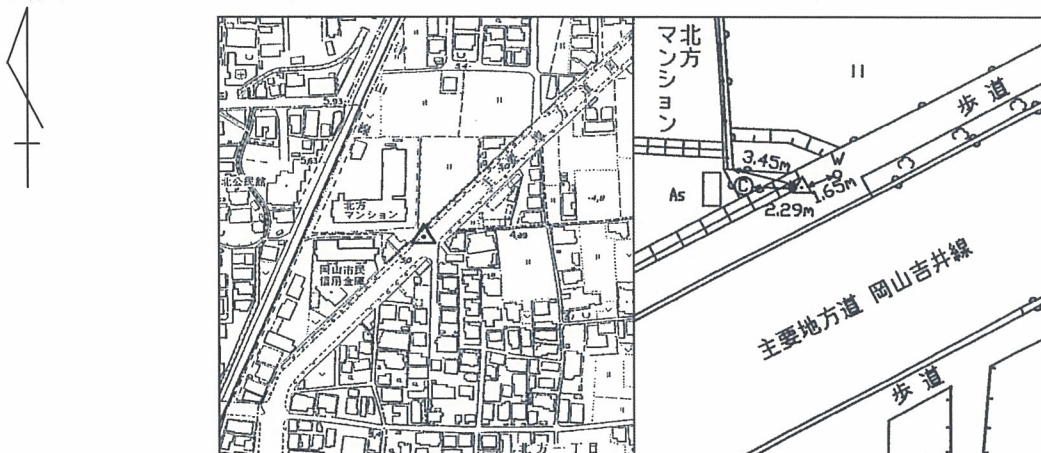 5.93
5.63
北公民館
北方
マンション
岡山市民
信用金庫
4.89
北方一丁目
北方
マンション
歩道
3.45m
W
C
1.65m
As
2.29m
主要地方道 岡山吉井線
歩道